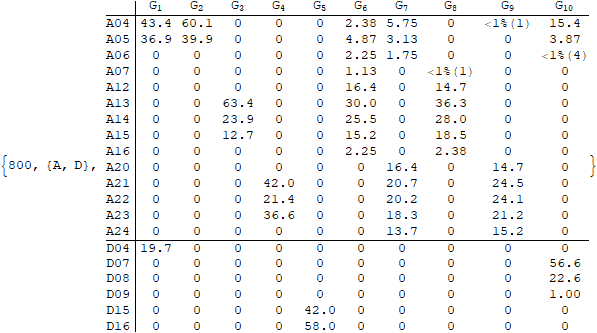 G₁ G₂ G₃ G₄ G₅ G₆ G₇ G₈ G₉ G₁₀
A04 43.4 60.1 0 0 0 2.38 5.75 0 <1%(1) 15.4
A05 36.9 39.9 0 0 0 4.87 3.13 0 0 3.87
A06 0 0 0 0 0 2.25 1.75 0 0 <1%(4)
A07 0 0 0 0 0 1.13 0 <1%(1) 0 0
A12 0 0 0 0 0 16.4 0 14.7 0 0
A13 0 0 63.4 0 0 30.0 0 36.3 0 0
A14 0 0 23.9 0 0 25.5 0 28.0 0 0
A15 0 0 12.7 0 0 15.2 0 18.5 0 0
A16 0 0 0 0 0 2.25 0 2.38 0 0
{800, {A, D}, A20 0 0 0 0 0 0 16.4 0 14.7 0 }
A21 0 0 0 42.0 0 0 20.7 0 24.5 0
A22 0 0 0 21.4 0 0 20.2 0 24.1 0
A23 0 0 0 36.6 0 0 18.3 0 21.2 0
A24 0 0 0 0 0 0 13.7 0 15.2 0
D04 19.7 0 0 0 0 0 0 0 0 0
D07 0 0 0 0 0 0 0 0 0 56.6
D08 0 0 0 0 0 0 0 0 0 22.6
D09 0 0 0 0 0 0 0 0 0 1.00
D15 0 0 0 0 42.0 0 0 0 0 0
D16 0 0 0 0 58.0 0 0 0 0 0